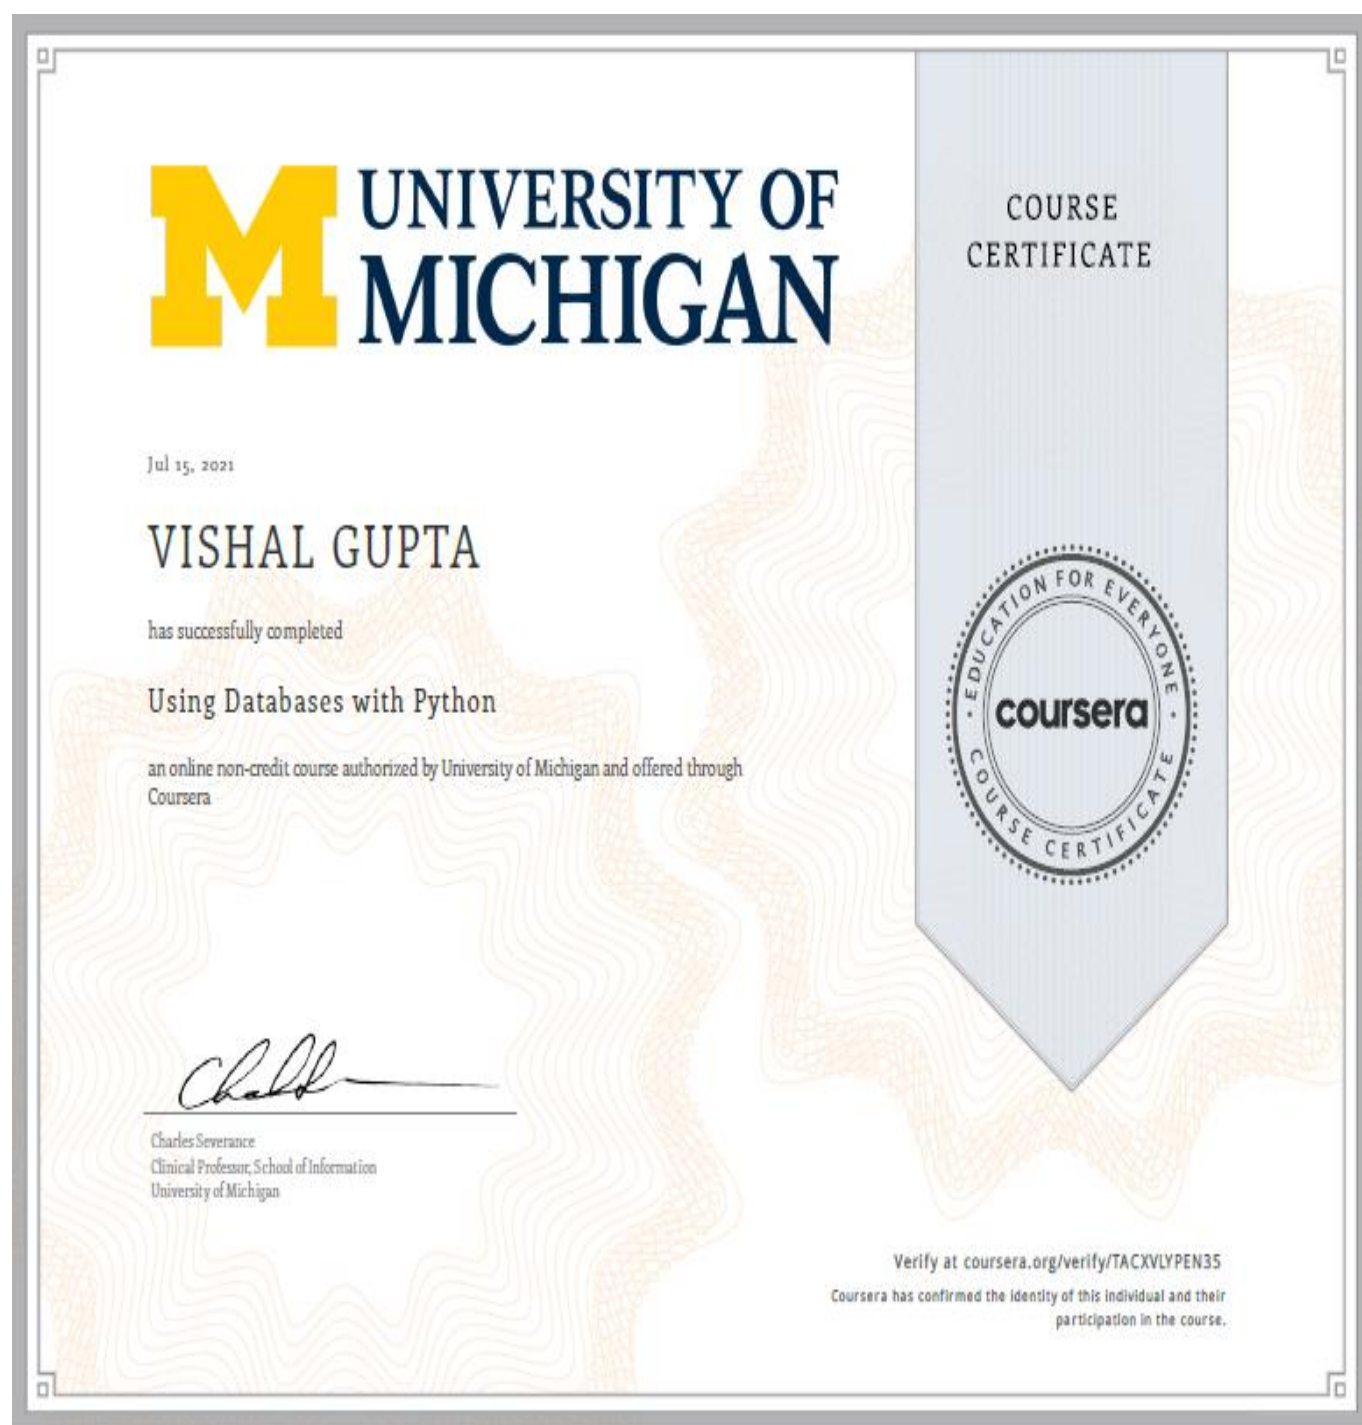 M UNIVERSITY OF
MICHIGAN
COURSE
CERTIFICATE
Jul 15, 2021
VISHAL GUPTA
has successfully completed
Using Databases with Python
an online non-credit course authorized by University of Michigan and offered through
Coursera
EDUCATION FOR EVERYONE
coursera
COURSE CERTIFICATE
Charles Severance
Clinical Professor, School of Information
University of Michigan
Verify at coursera.org/verify/TACXVLYPEN35
Coursera has confirmed the identity of this individual and their
participation in the course.